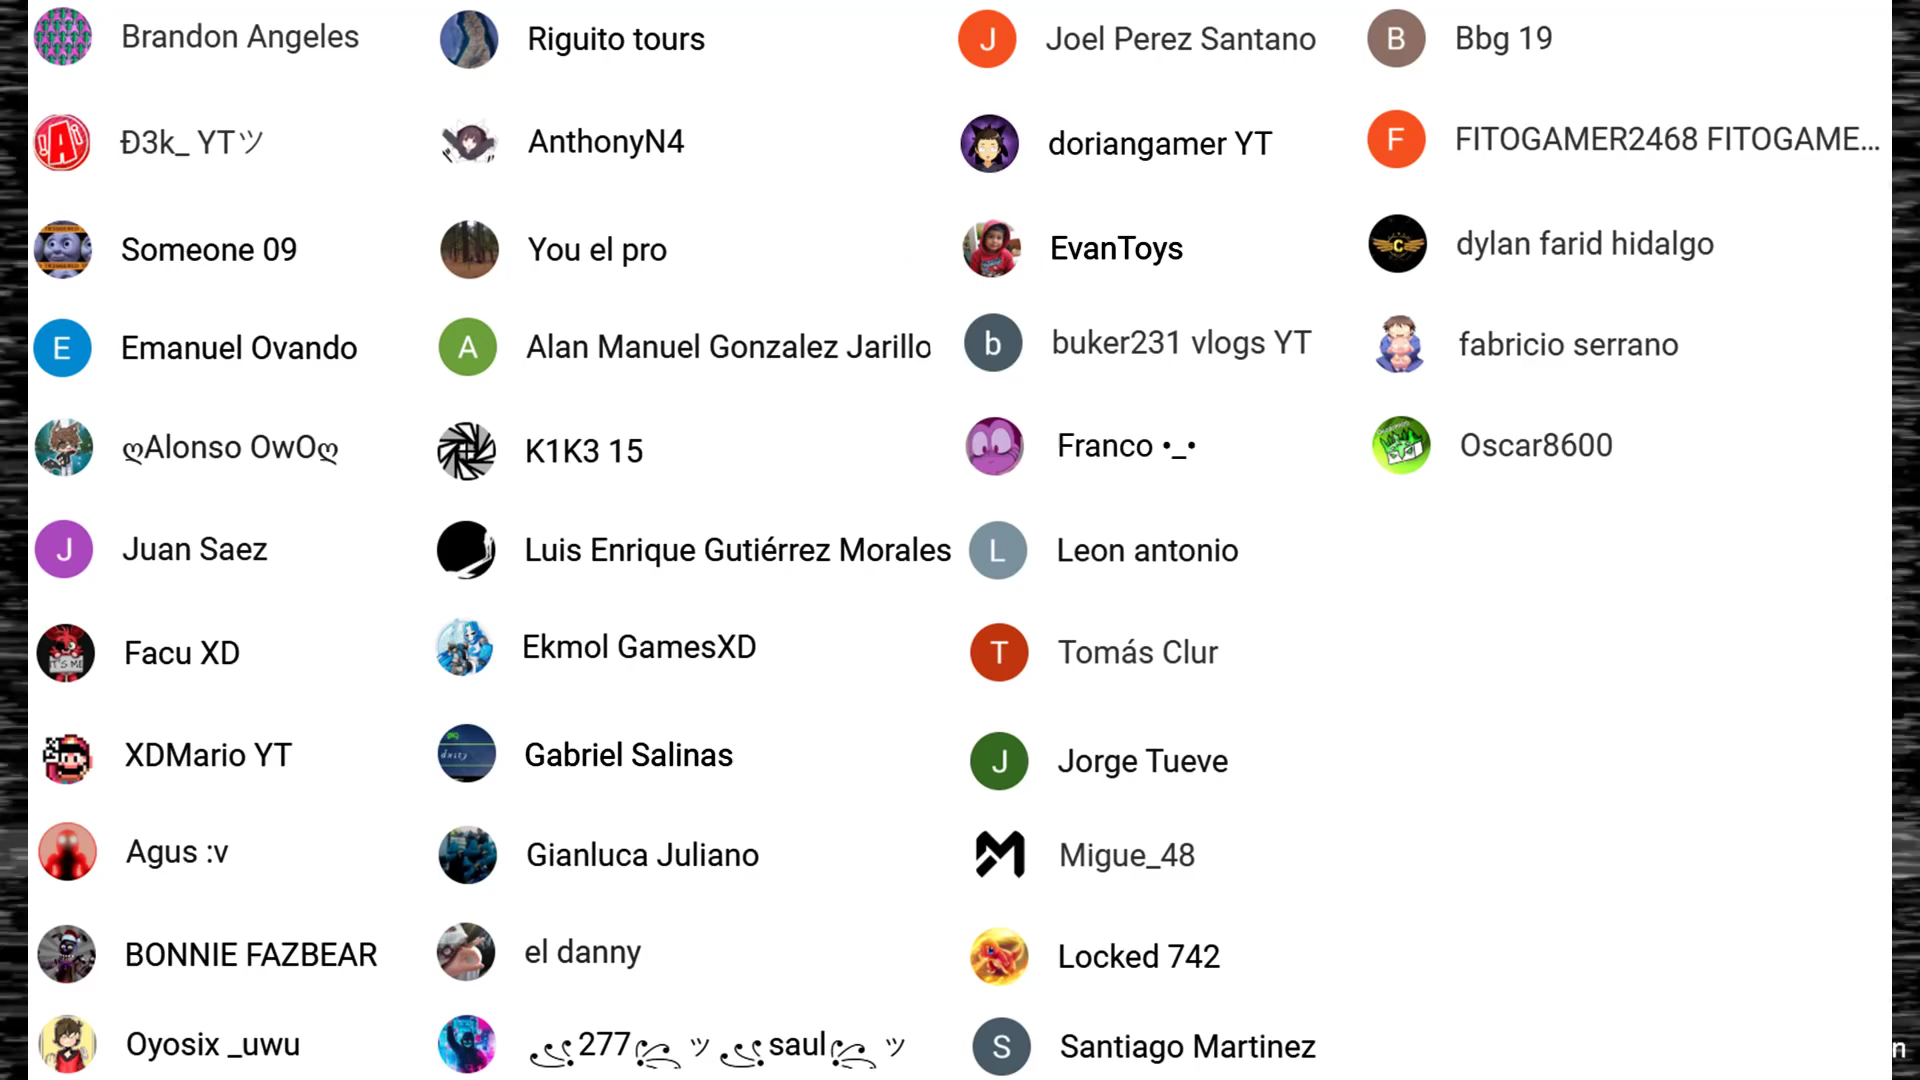 Brandon Angeles
Đ3k_ YTツ
Someone 09
Emanuel Ovando
ღAlonso OwOღ
Juan Saez
Facu XD
XDMario YT
Agus :v
BONNIE FAZBEAR
Oyosix _uwu
Riguito tours
AnthonyN4
You el pro
Alan Manuel Gonzalez Jarillo
K1K3 15
Luis Enrique Gutiérrez Morales
Ekmol GamesXD
Gabriel Salinas
Gianluca Juliano
el danny
꧁277꧂ ッ ꧁saul꧂ ッ
Joel Perez Santano
doriangamer YT
EvanToys
buker231 vlogs YT
Franco •_•
Leon antonio
Tomás Clur
Jorge Tueve
Migue_48
Locked 742
Santiago Martinez
Bbg 19
FITOGAMER2468 FITOGAME...
dylan farid hidalgo
fabricio serrano
Oscar8600
E
J
IT'S ME
A
J
b
L
T
J
S
B
F
C
n